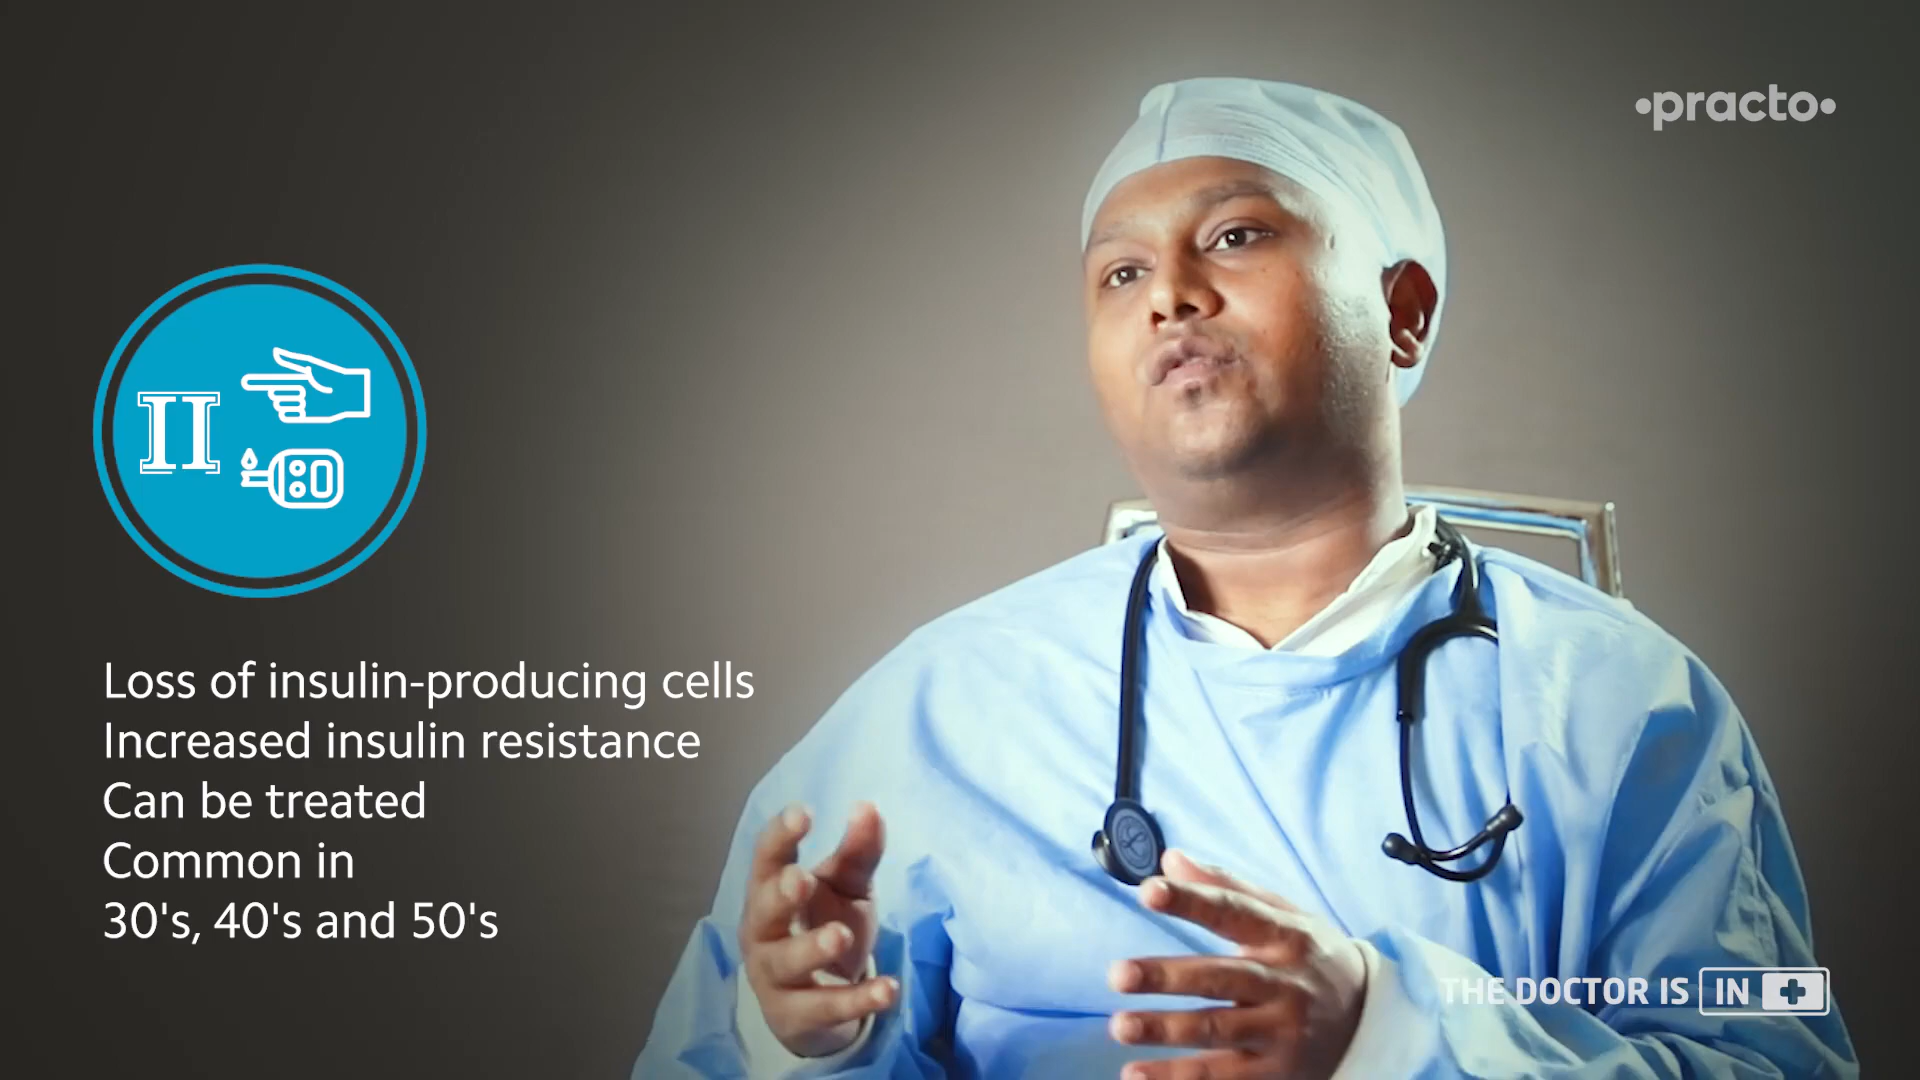 •practo•
II
Loss of insulin-producing cells
Increased insulin resistance
Can be treated
Common in
30's, 40's and 50's
THE DOCTOR IS IN